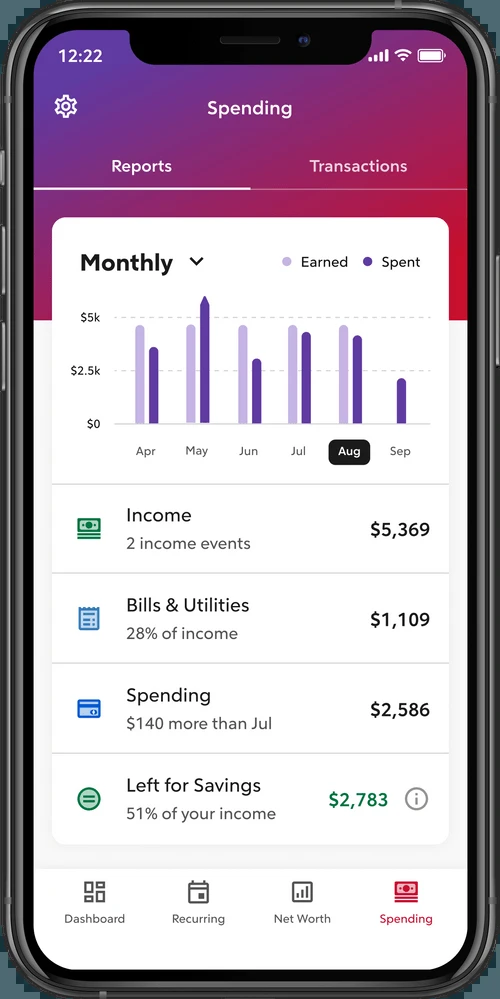 12:22
Spending
Reports Transactions
Monthly Earned Spent
$5k
$2.5k
$0
Apr May Jun Jul Aug Sep
Income
2 income events
$5,369
Bills & Utilities
28% of income
$1,109
Spending
$140 more than Jul
$2,586
Left for Savings
51% of your income
$2,783
Dashboard Recurring Net Worth Spending